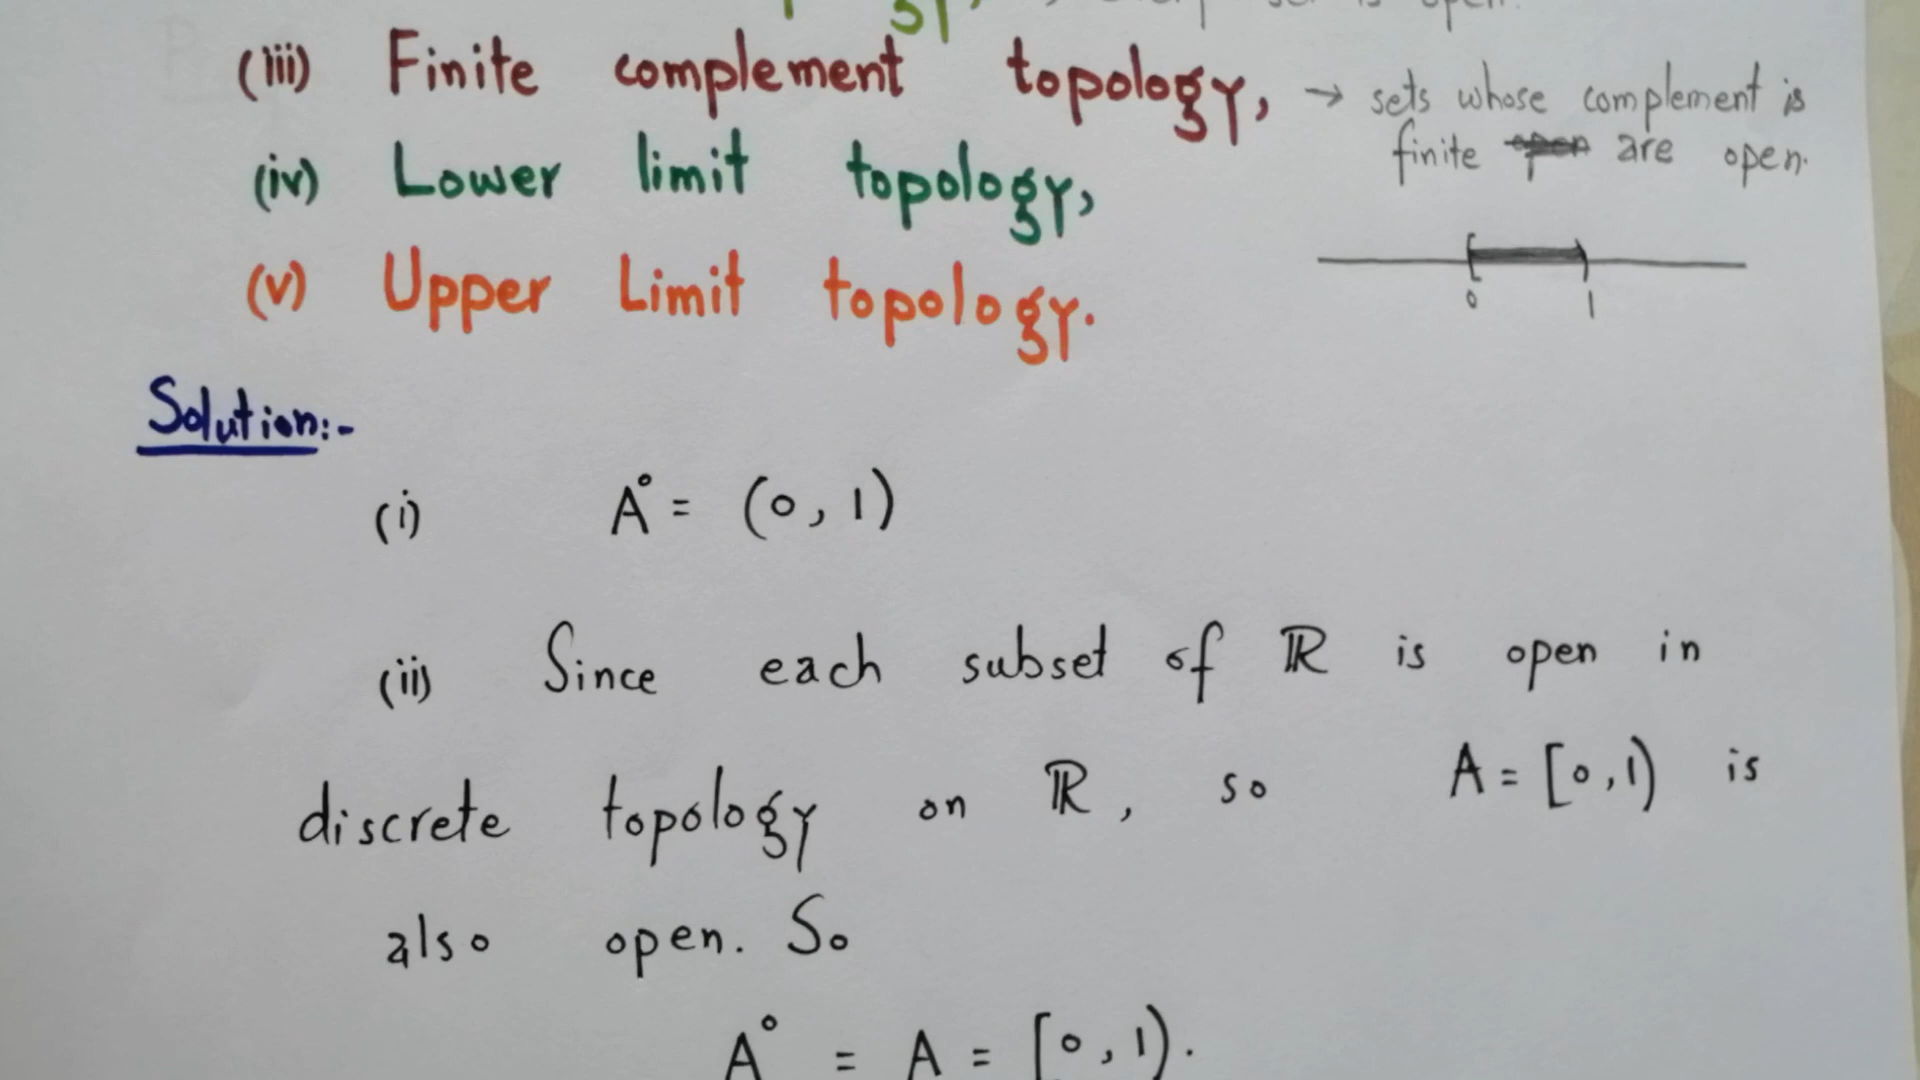 (iii) Finite complement topology, → sets whose complement is
finite are open.
(iv) Lower limit topology,
(v) Upper Limit topology.
0 1
Solution:-
(i) A° = (0, 1)
(ii) Since each subset of ℝ is open in
discrete topology on ℝ, so A = [0,1) is
also open. So
A° = A = [0,1).